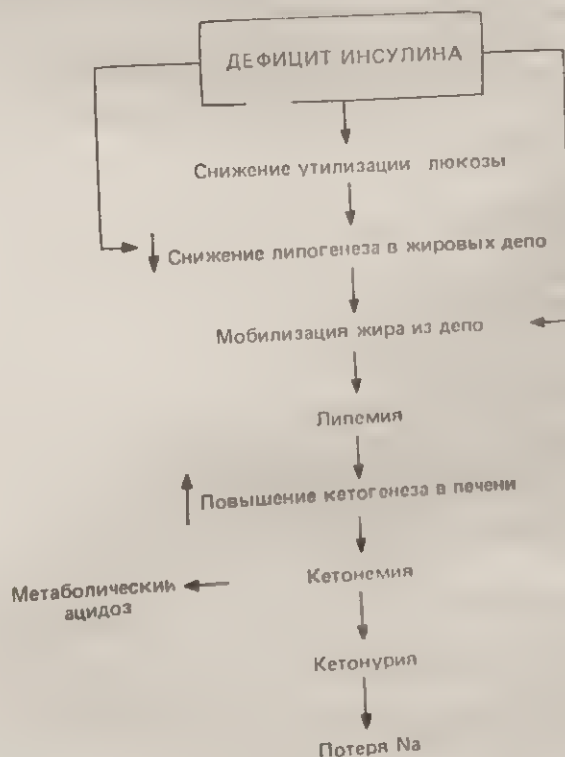 ДЕФИЦИТ ИНСУЛИНА
Снижение утилизации люкозы
Снижение липогенеза в жировых депо
Мобилизация жира из депо
Липемия
Повышение кетогенеза в печени
Кетонемия
Метаболический
ацидоз
Кетонурия
Потеря Na